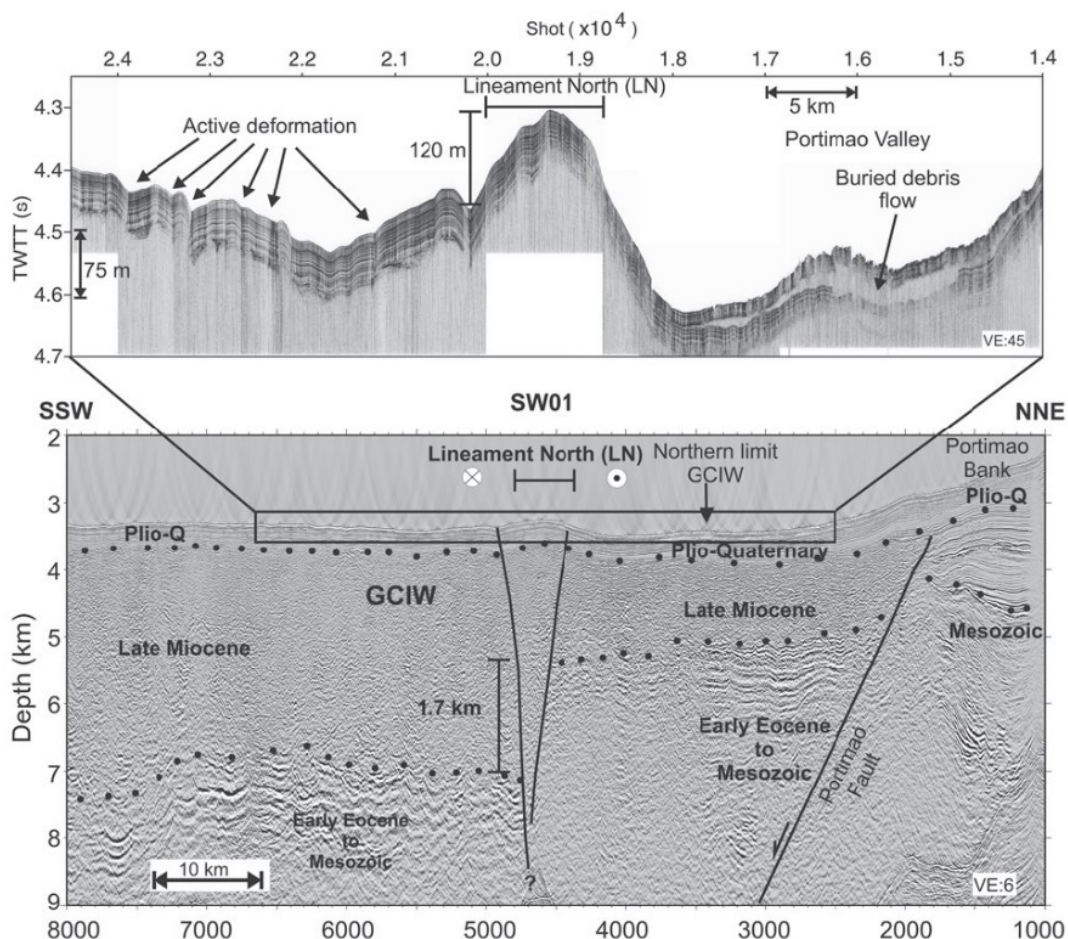 Shot ( x10⁴ )
2.4 2.3 2.2 2.1 2.0 1.9 1.8 1.7 1.6 1.5 1.4
Lineament North (LN)
4.3
4.4
4.5
4.6
4.7
TWTT (s)
Active deformation
120 m
75 m
5 km
Portimao Valley
Buried debris
flow
VE:45
SSW
SW01
NNE
2
3
4
5
6
7
8
9
Depth (km)
Lineament North (LN)
Northern limit
GCIW
Portimao
Bank
Plio-Q
Plio-Q
Plio-Quaternary
GCIW
Late Miocene
Late Miocene
Mesozoic
1.7 km
Early Eocene
to
Mesozoic
Early Eocene
to
Mesozoic
Portimao
Fault
?
10 km
VE:6
8000 7000 6000 5000 4000 3000 2000 1000